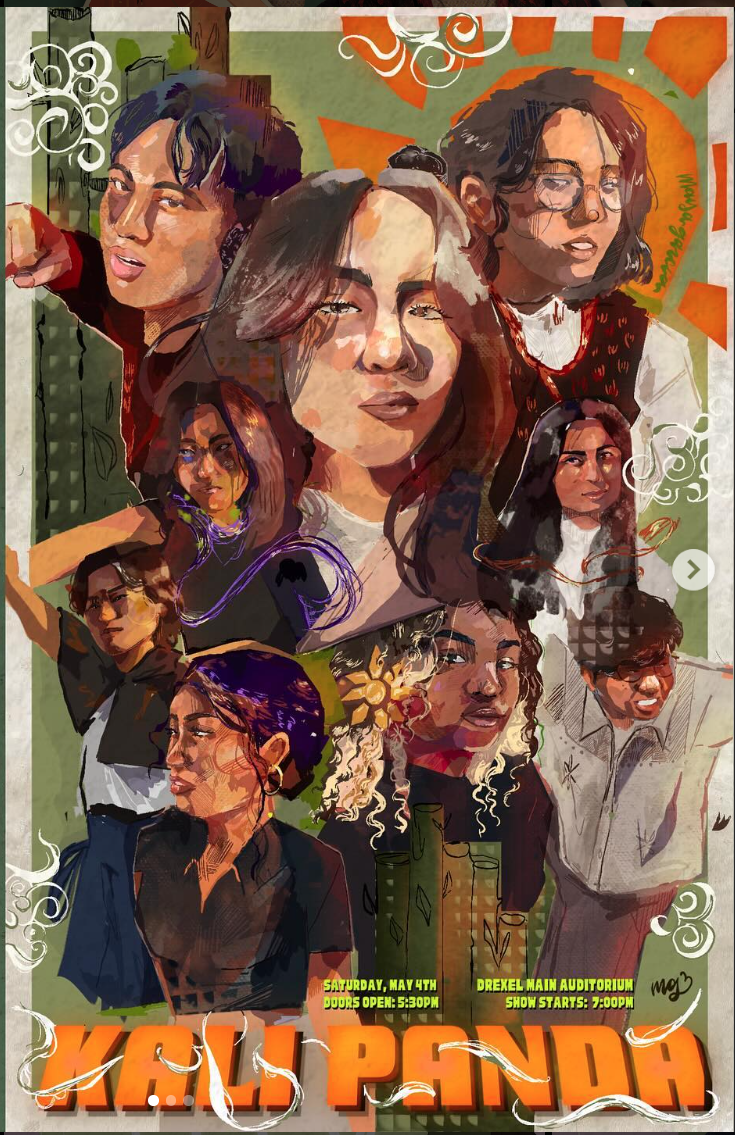 SATURDAY, MAY 4TH
DOORS OPEN: 5:30PM
DREXEL MAIN AUDITORIUM
SHOW STARTS: 7:00PM
KALI PANDA